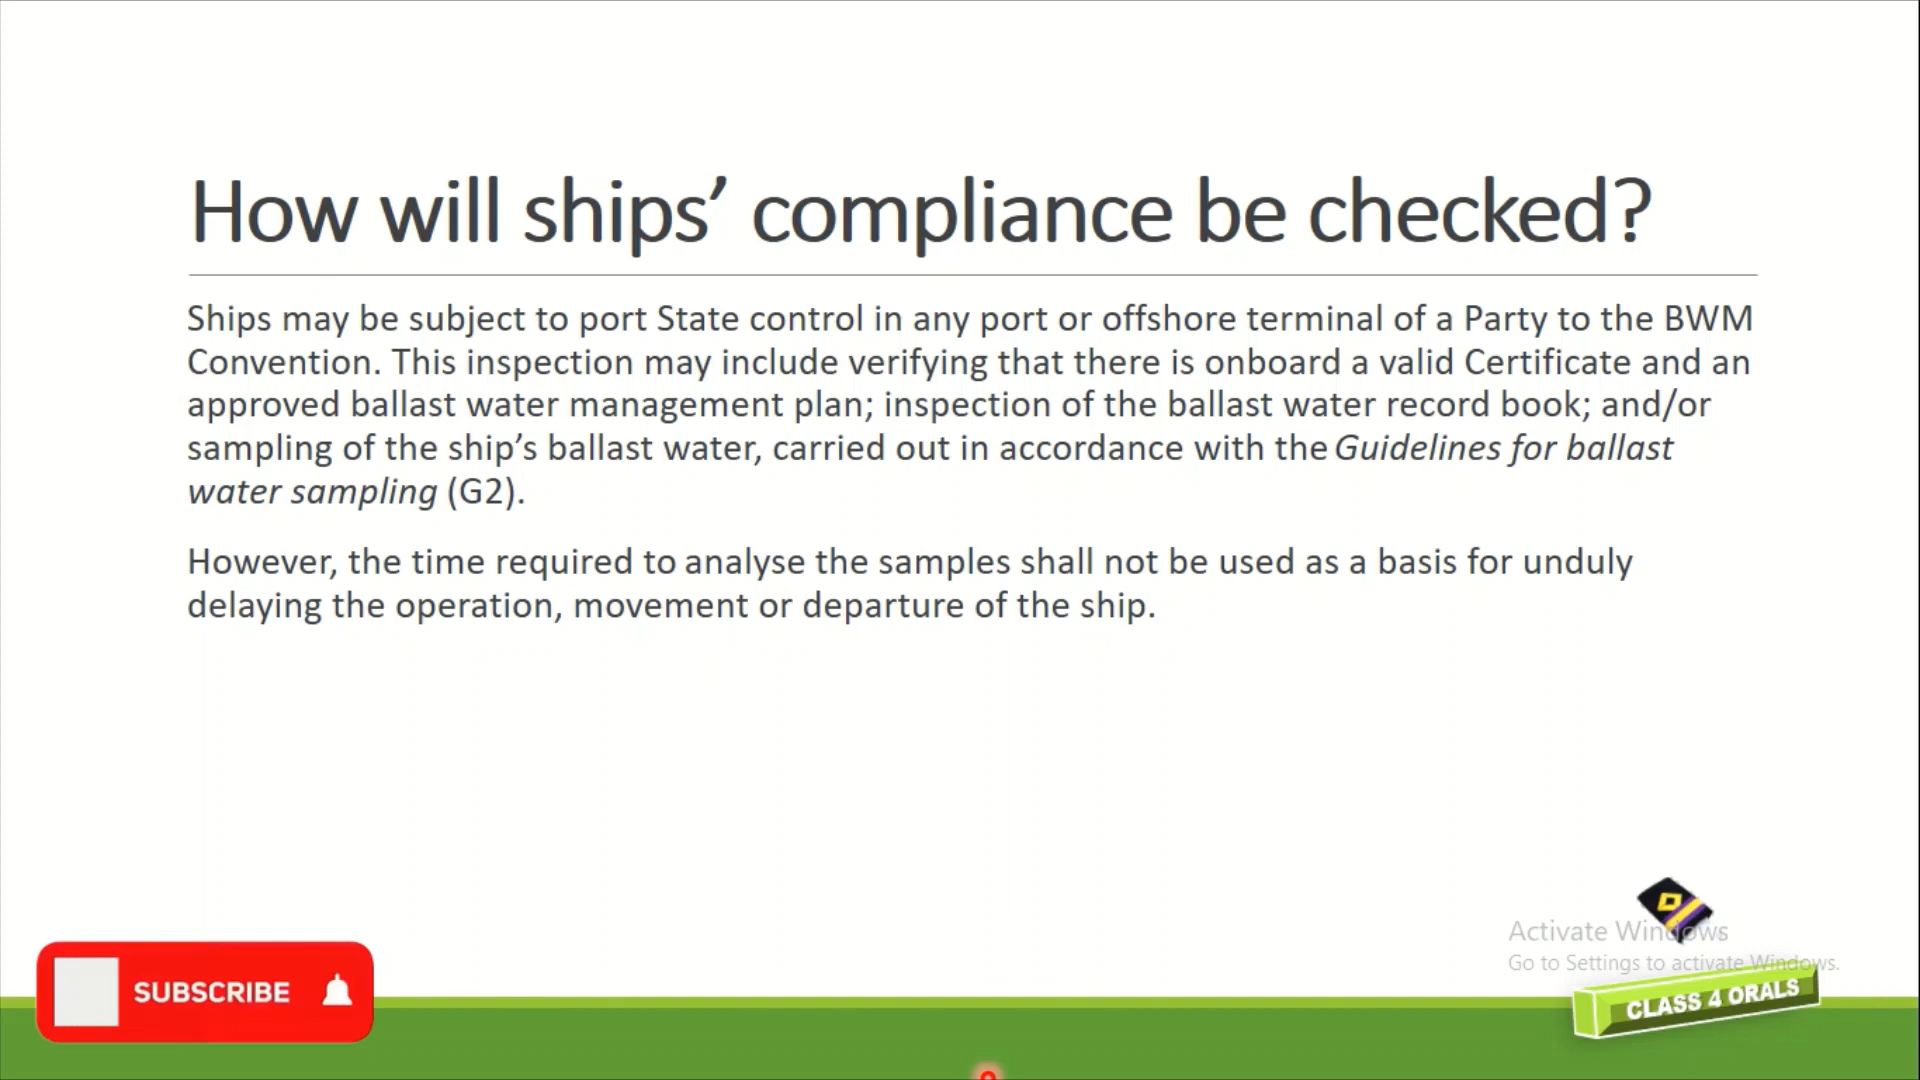 How will ships’ compliance be checked?
Ships may be subject to port State control in any port or offshore terminal of a Party to the BWM
Convention. This inspection may include verifying that there is onboard a valid Certificate and an
approved ballast water management plan; inspection of the ballast water record book; and/or
sampling of the ship’s ballast water, carried out in accordance with the Guidelines for ballast
water sampling (G2).
However, the time required to analyse the samples shall not be used as a basis for unduly
delaying the operation, movement or departure of the ship.
Activate Windows
Go to Settings to activate Windows.
SUBSCRIBE
CLASS 4 ORALS